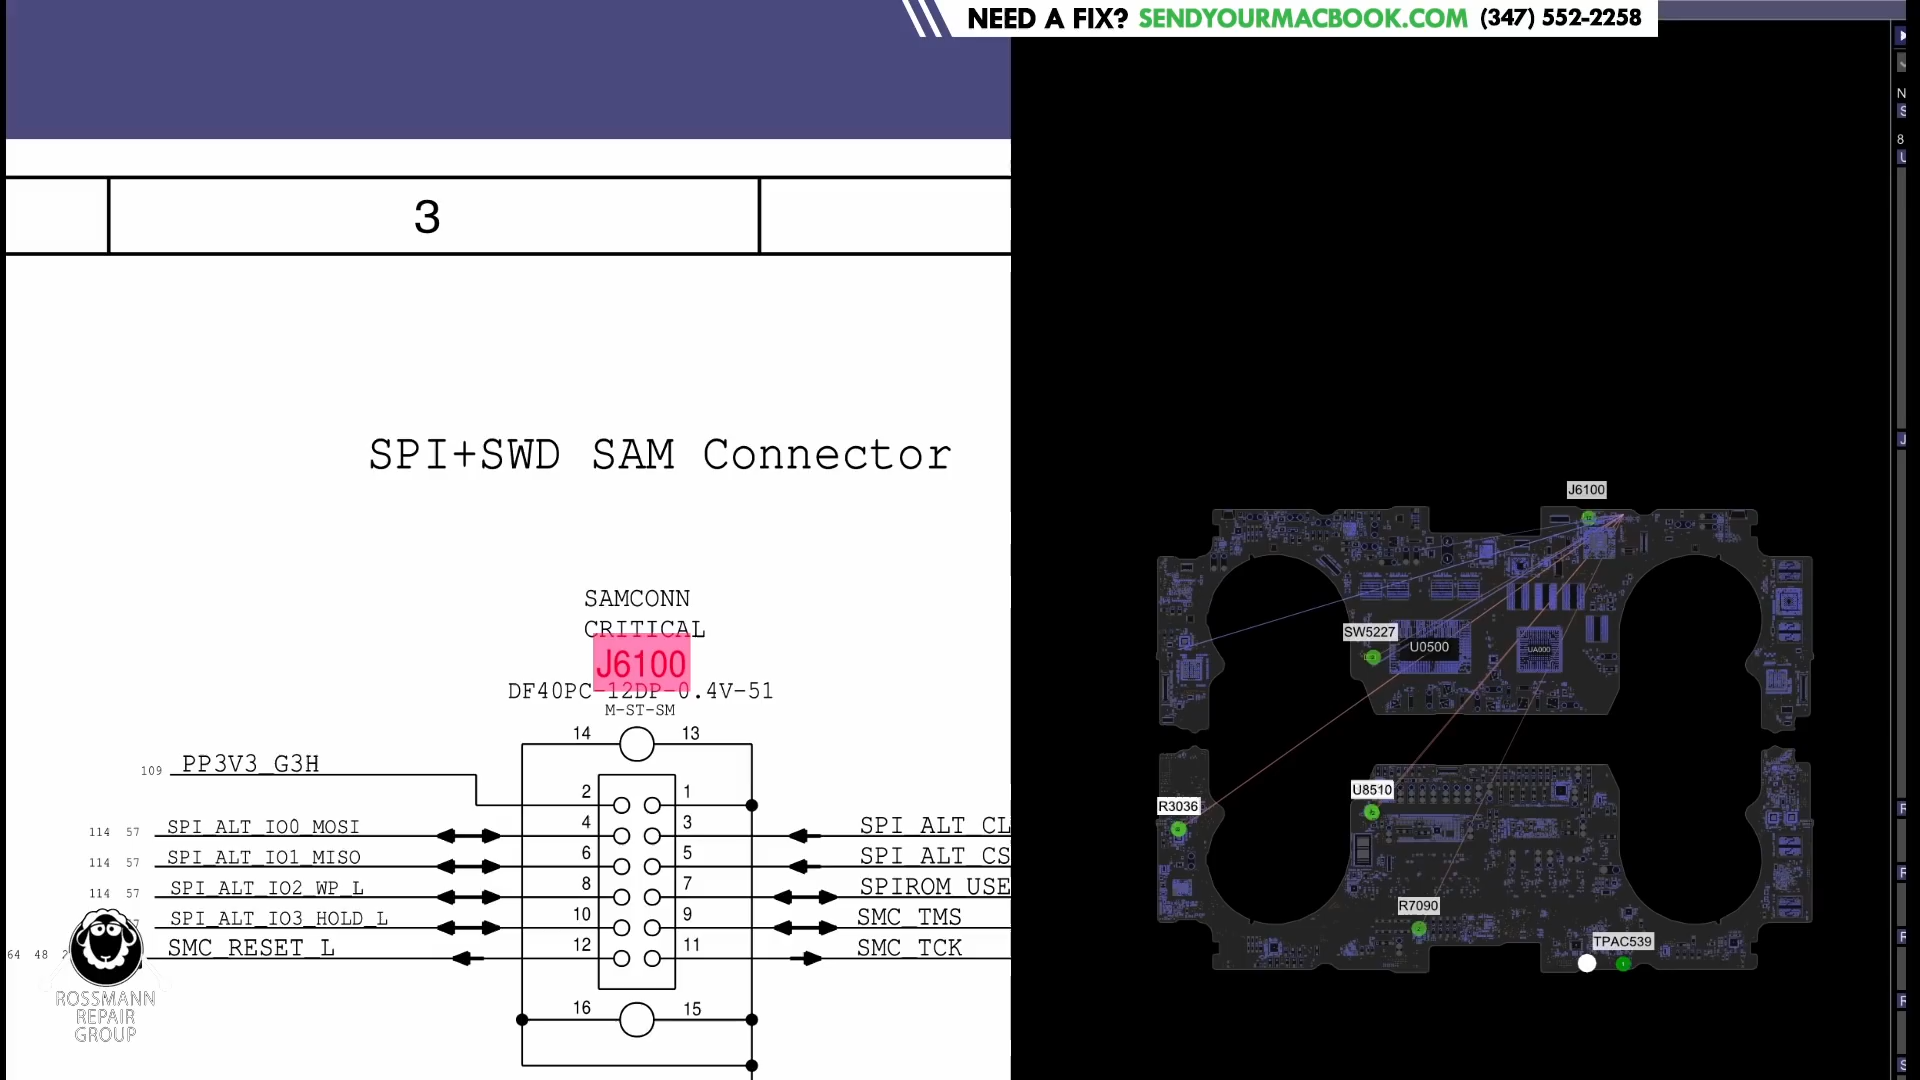 NEED A FIX? SENDYOURMACBOOK.COM (347) 552-2258
3
SPI+SWD SAM Connector
SAMCONN
CRITICAL
J6100
DF40PC-12DP-0.4V-51
M-ST-SM
14 13
109 PP3V3_G3H 2 1
114 57 SPI_ALT_IO0_MOSI 4 3 SPI_ALT_CL
114 57 SPI_ALT_IO1_MISO 6 5 SPI_ALT_CS
114 57 SPI_ALT_IO2_WP_L 8 7 SPIROM_USE
SPI_ALT_IO3_HOLD_L 10 9 SMC_TMS
64 48 2 SMC_RESET_L 12 11 SMC_TCK
16 15
ROSSMANN
REPAIR
GROUP
J6100
SW5227
U0500
UA000
U8510
R3036
R7090
TPAC539
N
S
8
U
J
R
R
R
R
S